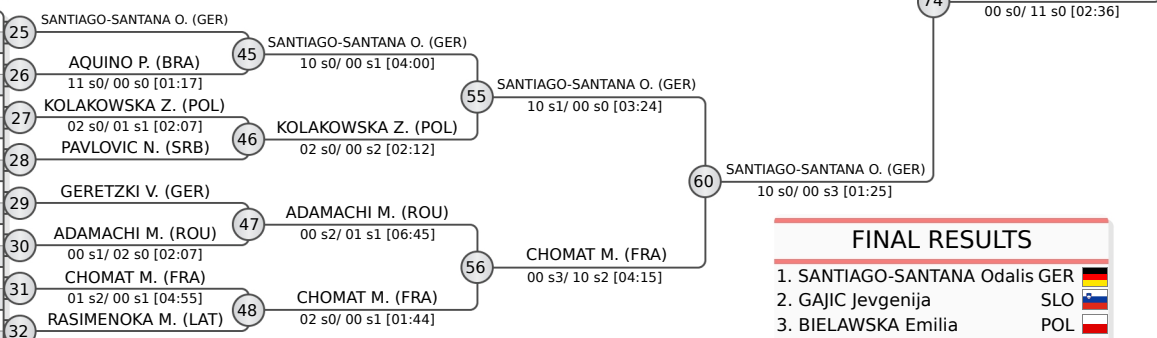 74
00 s0/ 11 s0 [02:36]
25
SANTIAGO-SANTANA O. (GER)
45
SANTIAGO-SANTANA O. (GER)
10 s0/ 00 s1 [04:00]
26
AQUINO P. (BRA)
11 s0/ 00 s0 [01:17]
55
SANTIAGO-SANTANA O. (GER)
10 s1/ 00 s0 [03:24]
27
KOLAKOWSKA Z. (POL)
02 s0/ 01 s1 [02:07]
46
KOLAKOWSKA Z. (POL)
02 s0/ 00 s2 [02:12]
28
PAVLOVIC N. (SRB)
60
SANTIAGO-SANTANA O. (GER)
10 s0/ 00 s3 [01:25]
29
GERETZKI V. (GER)
47
ADAMACHI M. (ROU)
00 s2/ 01 s1 [06:45]
30
ADAMACHI M. (ROU)
00 s1/ 02 s0 [02:07]
56
CHOMAT M. (FRA)
00 s3/ 10 s2 [04:15]
31
CHOMAT M. (FRA)
01 s2/ 00 s1 [04:55]
48
CHOMAT M. (FRA)
02 s0/ 00 s1 [01:44]
32
RASIMENOKA M. (LAT)
FINAL RESULTS
1. SANTIAGO-SANTANA Odalis GER
2. GAJIC Jevgenija SLO
3. BIELAWSKA Emilia POL